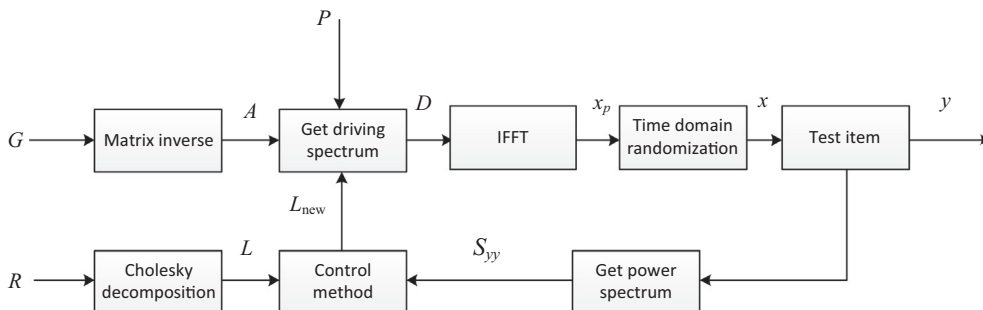 P
G
Matrix inverse
A
Get driving
spectrum
D
IFFT
x_p
Time domain
randomization
x
Test item
y
L_new
R
Cholesky
decomposition
L
Control
method
S_yy
Get power
spectrum